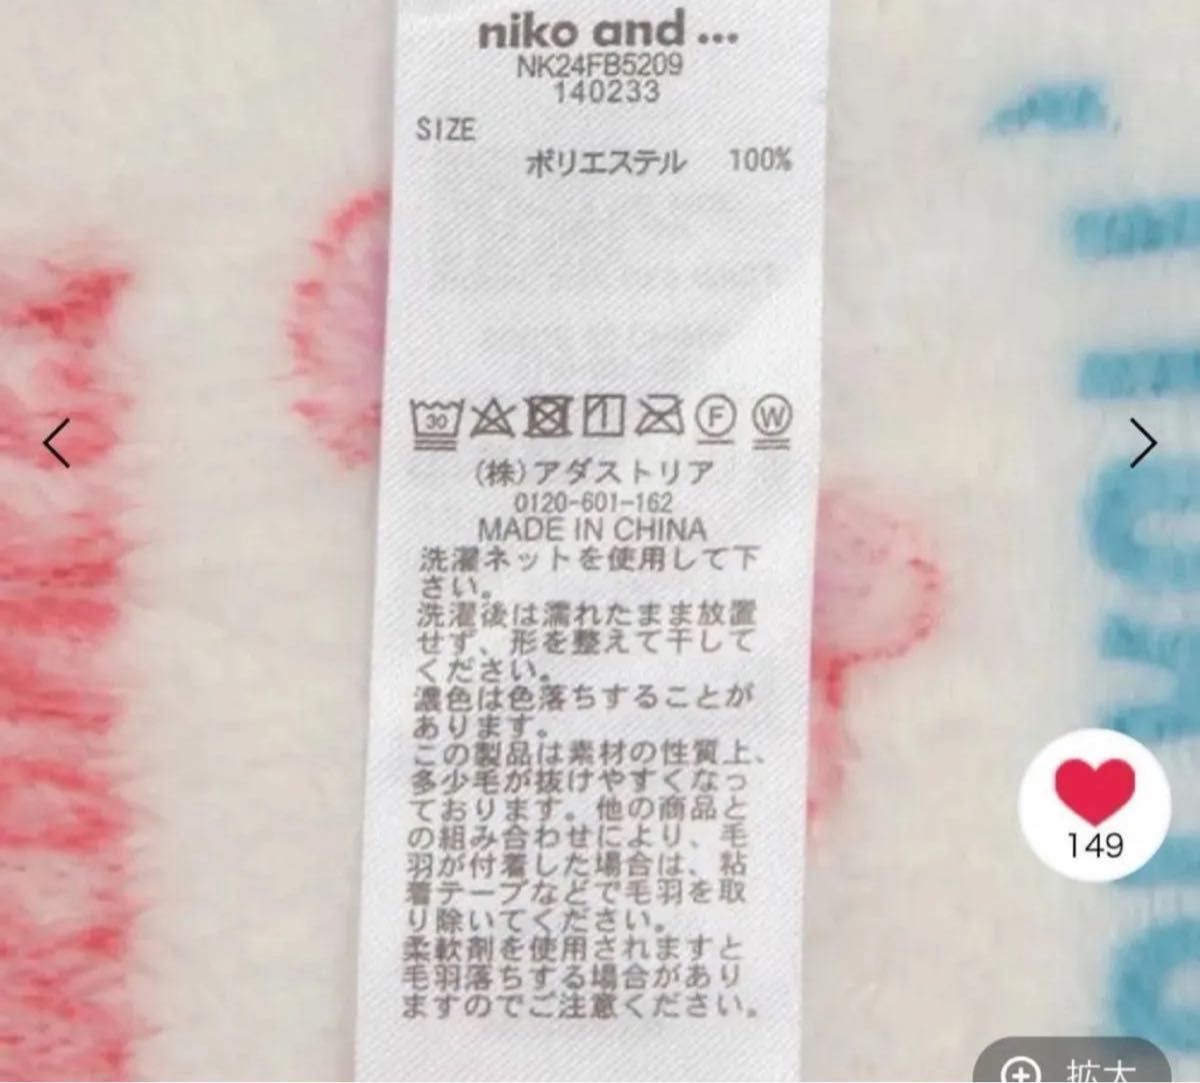 niko and ...
NK24FB5209
140233
SIZE
ポリエステル 100%
30
F
W
(株)アダストリア
0120-601-162
MADE IN CHINA
洗濯ネットを使用して下
さい。
洗濯後は濡れたまま放置
せず、形を整えて干して
ください。
濃色は色落ちすることが
あります。
この製品は素材の性質上、
多少毛が抜けやすくなっ
ております。他の商品と
の組み合わせにより、毛
羽が付着した場合は、粘
着テープなどで毛羽を取
り除いてください。
柔軟剤を使用されますと
毛羽落ちする場合があり
ますのでご注意ください。
149
拡大